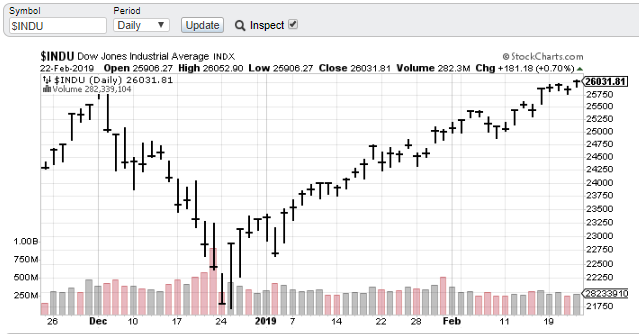 Symbol Period
$INDU Daily Update Inspect
$INDU Dow Jones Industrial Average INDX © StockCharts.com
22-Feb-2019 Open 25906.27 High 26052.90 Low 25906.27 Close 26031.81 Volume 282.3M Chg +181.18 (+0.70%)
$INDU (Daily) 26031.81
Volume 282,339,104
26031.81
25750
25500
25250
25000
24750
24500
24250
24000
23750
23500
23250
23000
22750
22500
22250
21750
1.00B
750M
500M
250M
282339104
26 Dec 10 17 24 2019 7 14 22 28 Feb 11 19